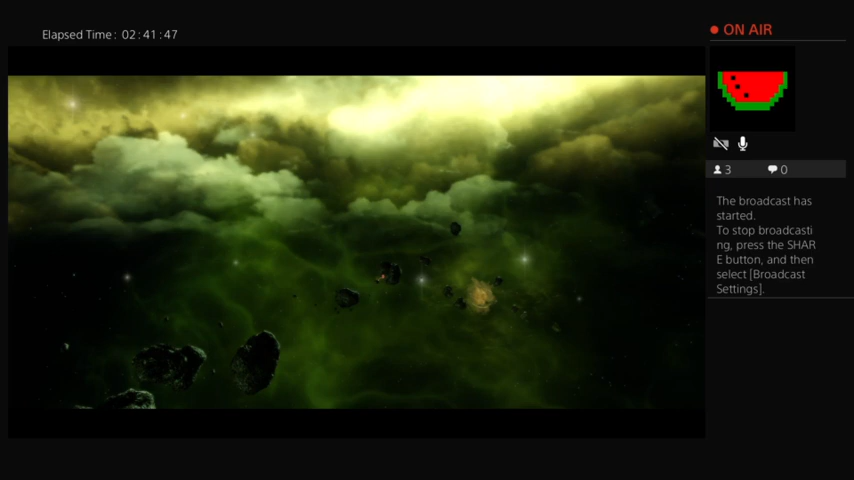 Elapsed Time: 02:41:47
ON AIR
3
0
The broadcast has
started.
To stop broadcasti
ng, press the SHAR
E button, and then
select [Broadcast
Settings].